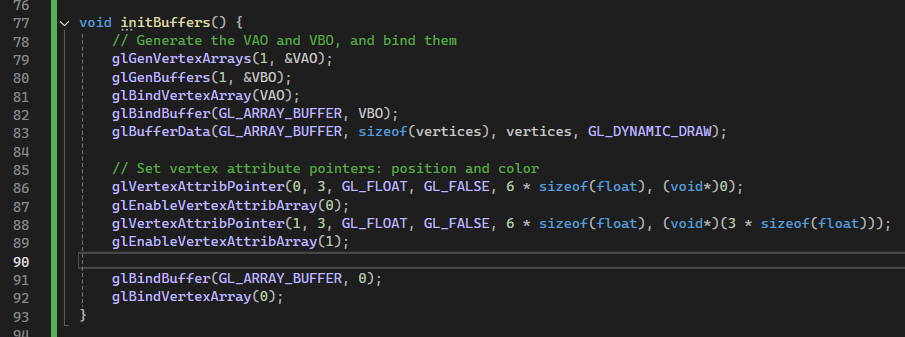 76
77 void initBuffers() {
78 // Generate the VAO and VBO, and bind them
79 glGenVertexArrays(1, &VAO);
80 glGenBuffers(1, &VBO);
81 glBindVertexArray(VAO);
82 glBindBuffer(GL_ARRAY_BUFFER, VBO);
83 glBufferData(GL_ARRAY_BUFFER, sizeof(vertices), vertices, GL_DYNAMIC_DRAW);
84
85 // Set vertex attribute pointers: position and color
86 glVertexAttribPointer(0, 3, GL_FLOAT, GL_FALSE, 6 * sizeof(float), (void*)0);
87 glEnableVertexAttribArray(0);
88 glVertexAttribPointer(1, 3, GL_FLOAT, GL_FALSE, 6 * sizeof(float), (void*)(3 * sizeof(float)));
89 glEnableVertexAttribArray(1);
90
91 glBindBuffer(GL_ARRAY_BUFFER, 0);
92 glBindVertexArray(0);
93 }
94